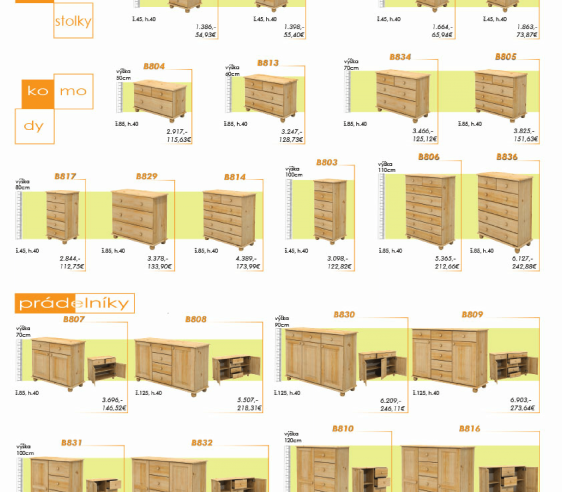 stolky
š.45, h.40
1.386,-
54,93€
š.45, h.40
1.398,-
55,40€
š.45, h.40
1.664,-
65,94€
š.45, h.40
1.863,-
73,87€
ko mo
dy
výška
50cm
B804
š.85, h.40
2.917,-
115,63€
výška
60cm
B813
š.85, h.40
3.247,-
128,73€
výška
70cm
B834
š.85, h.40
3.466,-
125,12€
B805
š.85, h.40
3.825,-
151,63€
výška
80cm
B817
š.45, h.40
2.844,-
112,75€
B829
š.85, h.40
3.378,-
133,90€
B814
š.85, h.40
4.389,-
173,99€
výška
100cm
B803
š.45, h.40
3.098,-
122,82€
výška
110cm
B806
š.85, h.40
5.365,-
212,66€
B836
š.85, h.40
6.127,-
242,88€
prádelníky
výška
70cm
B807
š.85, h.40
3.696,-
146,52€
B808
š.125, h.40
5.507,-
218,31€
výška
90cm
B830
š.125, h.40
6.209,-
246,11€
B809
š.125, h.40
6.903,-
273,64€
výška
100cm
B831
B832
výška
120cm
B810
B816